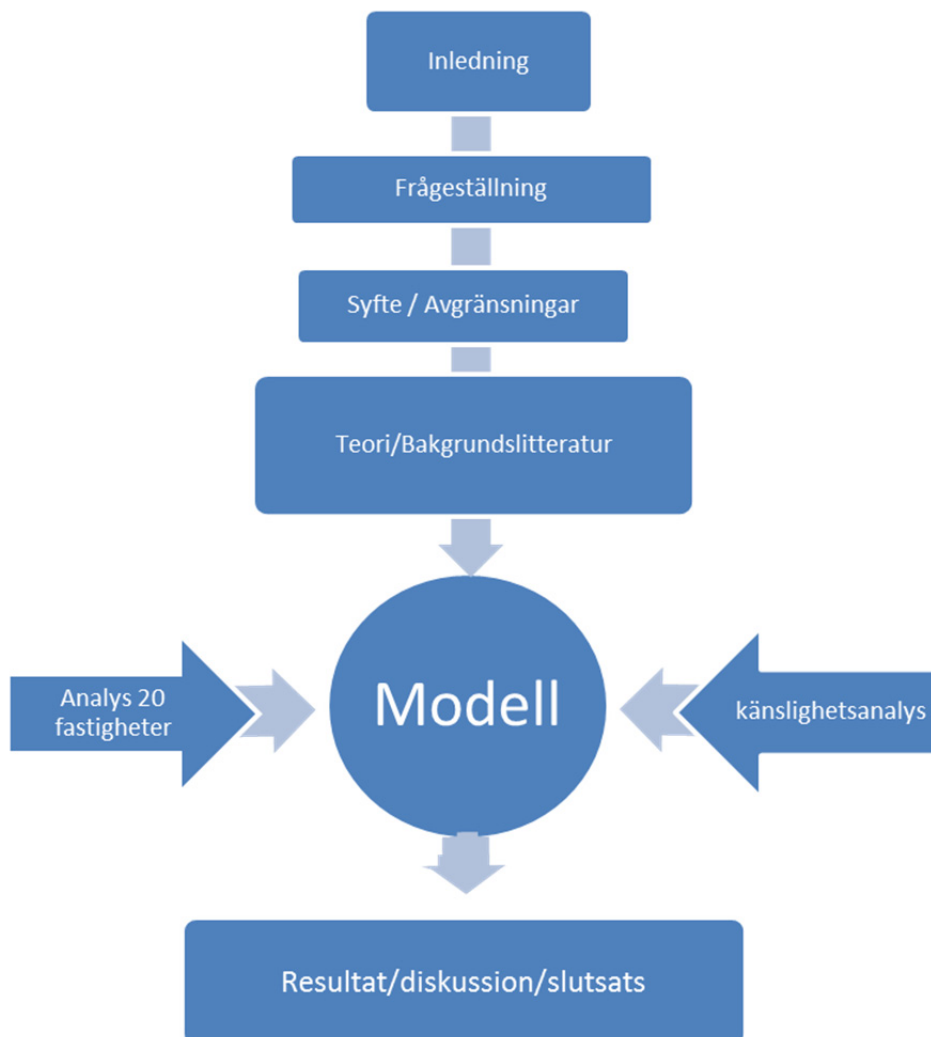 Inledning
Frågeställning
Syfte / Avgränsningar
Teori/Bakgrundslitteratur
Analys 20
fastigheter
Modell
känslighetsanalys
Resultat/diskussion/slutsats